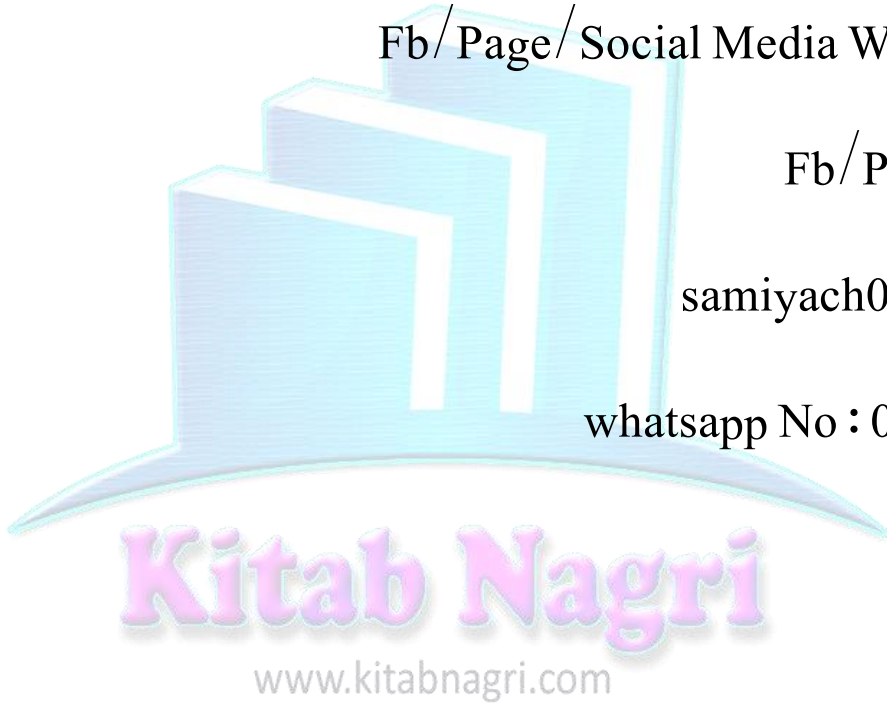 Fb/Page/Social Media W
Fb/P
samiyach0
whatsapp No : 0
Kitab Nagri
www.kitabnagri.com